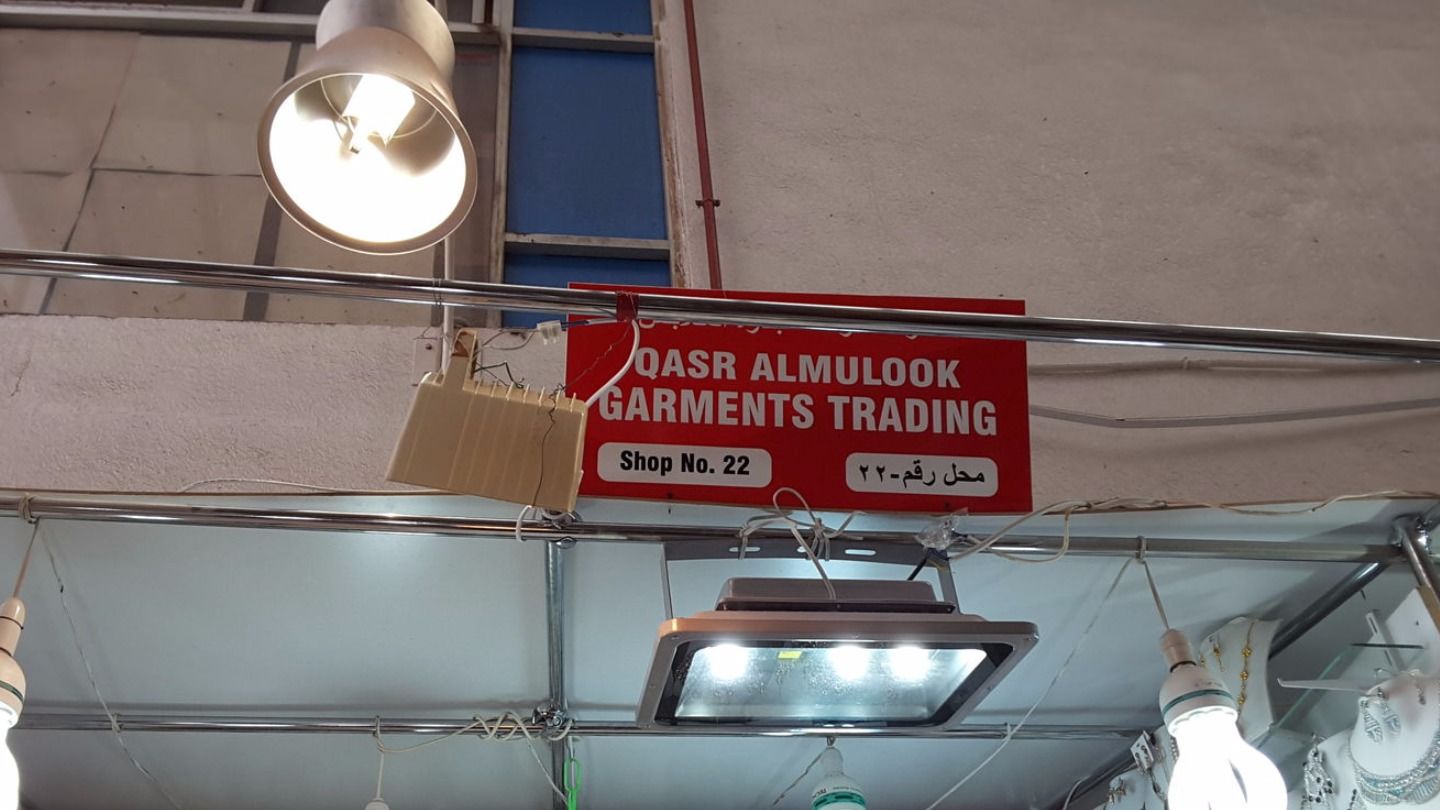 QASR ALMULOOK
GARMENTS TRADING
Shop No. 22
محل رقم-٢٢